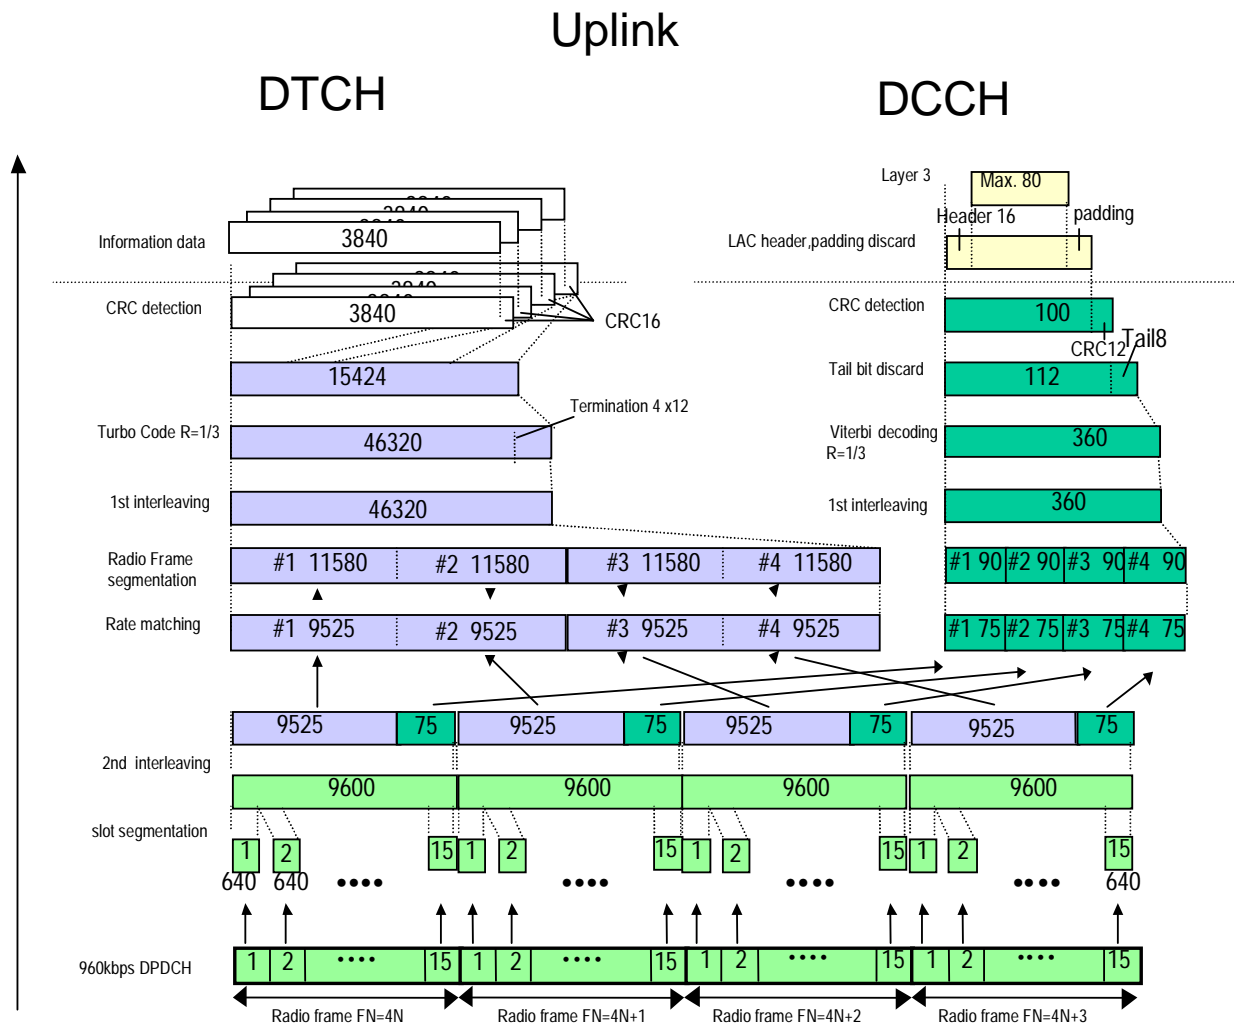 Uplink
DTCH
DCCH
Layer 3
Max. 80
Header 16
padding
3840
3840
3840
3840
Information data
LAC header,padding discard
3840
3840
3840
3840
CRC detection
CRC16
CRC detection
100
CRC12
Tail8
15424
Tail bit discard
112
Termination 4 x12
Turbo Code R=1/3
46320
Viterbi decoding
R=1/3
360
1st interleaving
46320
1st interleaving
360
Radio Frame
segmentation
#1 11580 #2 11580 #3 11580 #4 11580
#1 90 #2 90 #3 90 #4 90
Rate matching
#1 9525 #2 9525 #3 9525 #4 9525
#1 75 #2 75 #3 75 #4 75
9525 75 9525 75 9525 75 9525 75
2nd interleaving
9600 9600 9600 9600
slot segmentation
1 2 15 1 2 15 1 2 15 1 2 15
640 640 •••• •••• •••• •••• 640
960kbps DPDCH
1 2 •••• 15 1 2 •••• 15 1 2 •••• 15 1 2 •••• 15
Radio frame FN=4N Radio frame FN=4N+1 Radio frame FN=4N+2 Radio frame FN=4N+3